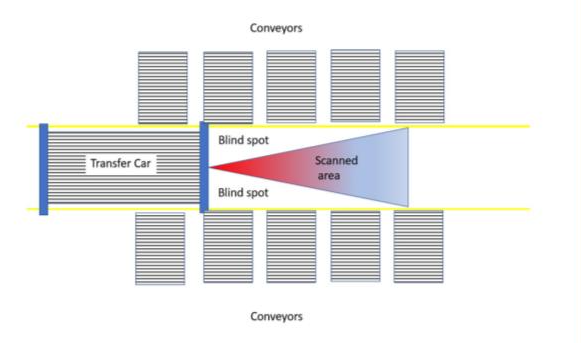 Conveyors
Blind spot
Transfer Car
Scanned
area
Blind spot
Conveyors